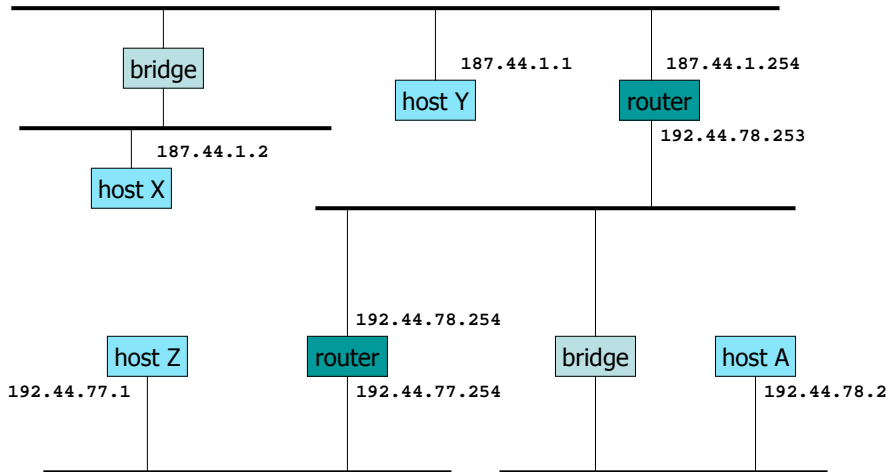 bridge
187.44.1.1
187.44.1.254
host Y
router
187.44.1.2
192.44.78.253
host X
192.44.78.254
host Z
router
bridge
host A
192.44.77.1
192.44.77.254
192.44.78.2